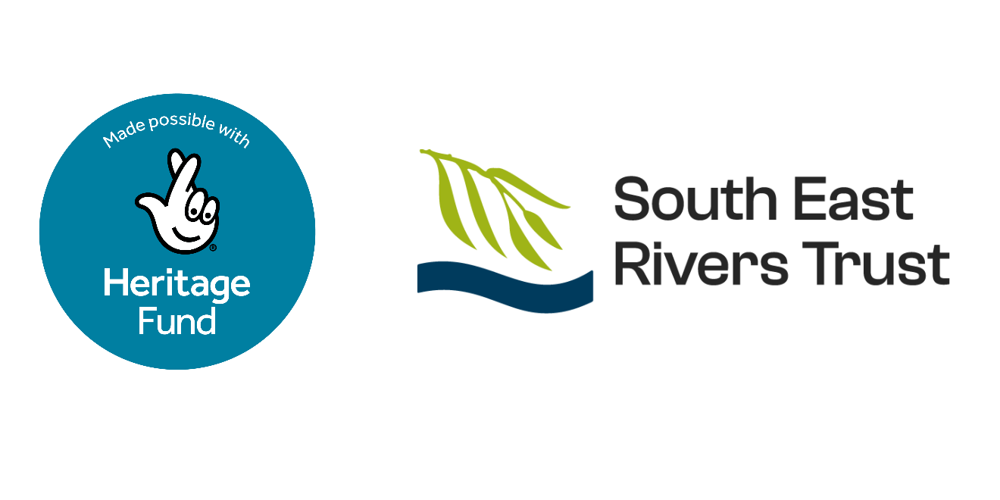 Made possible with
®
Heritage
Fund
South East
Rivers Trust